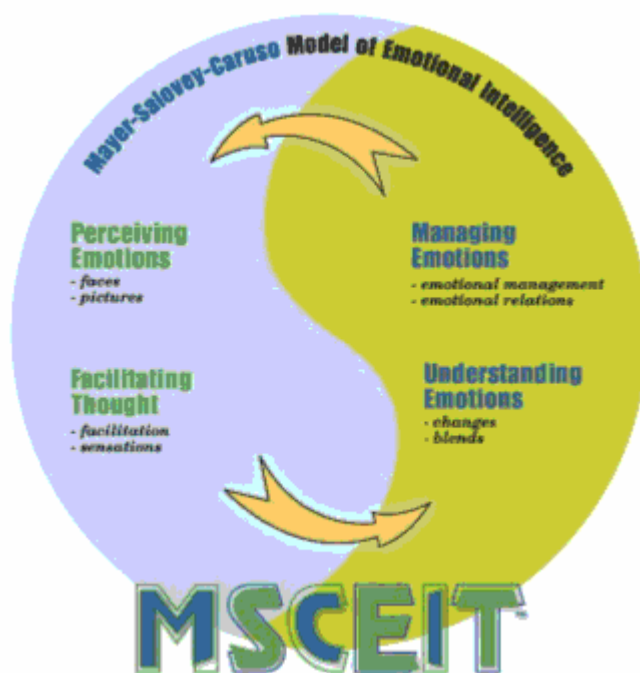 Mayer-Salovey-Caruso Model of Emotional Intelligence
Perceiving
Emotions
- faces
- pictures
Managing
Emotions
- emotional management
- emotional relations
Facilitating
Thought
- facilitation
- sensations
Understanding
Emotions
- changes
- blends
MSCEIT™